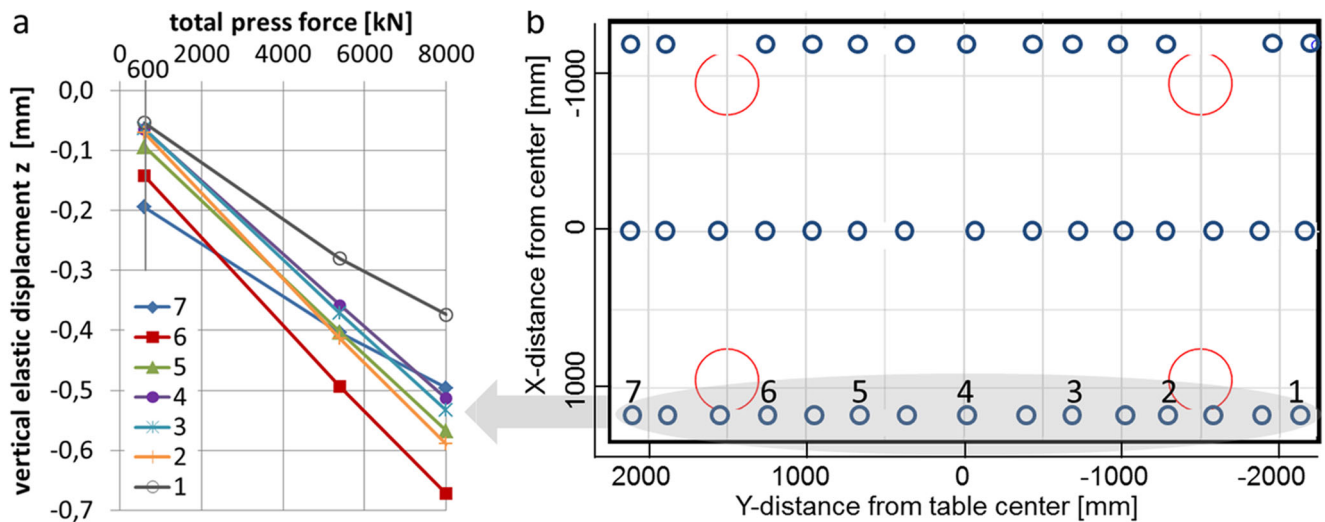 a
total press force [kN]
0 2000 4000 6000 8000
600
0,0
-0,1
-0,2
-0,3
-0,4
-0,5
-0,6
-0,7
vertical elastic displacment z [mm]
7
6
5
4
3
2
1
b
-1000
0
1000
X-distance from center [mm]
7 6 5 4 3 2 1
2000 1000 0 -1000 -2000
Y-distance from table center [mm]